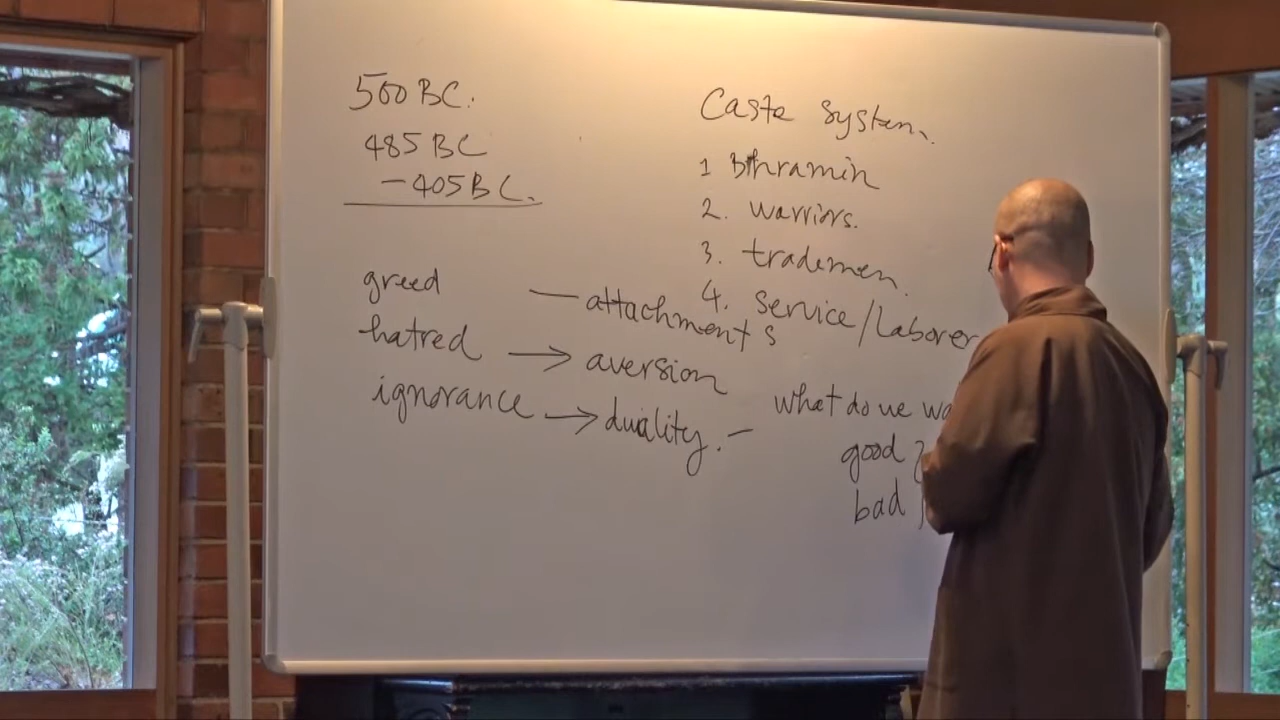 500 BC.
485 BC
- 405 BC.
greed — attachments
hatred → aversion
ignorance → duality. –
Caste system.
1 Bhramin
2. warriors.
3. trademen.
4. Service/Laborer
what do we
good
bad